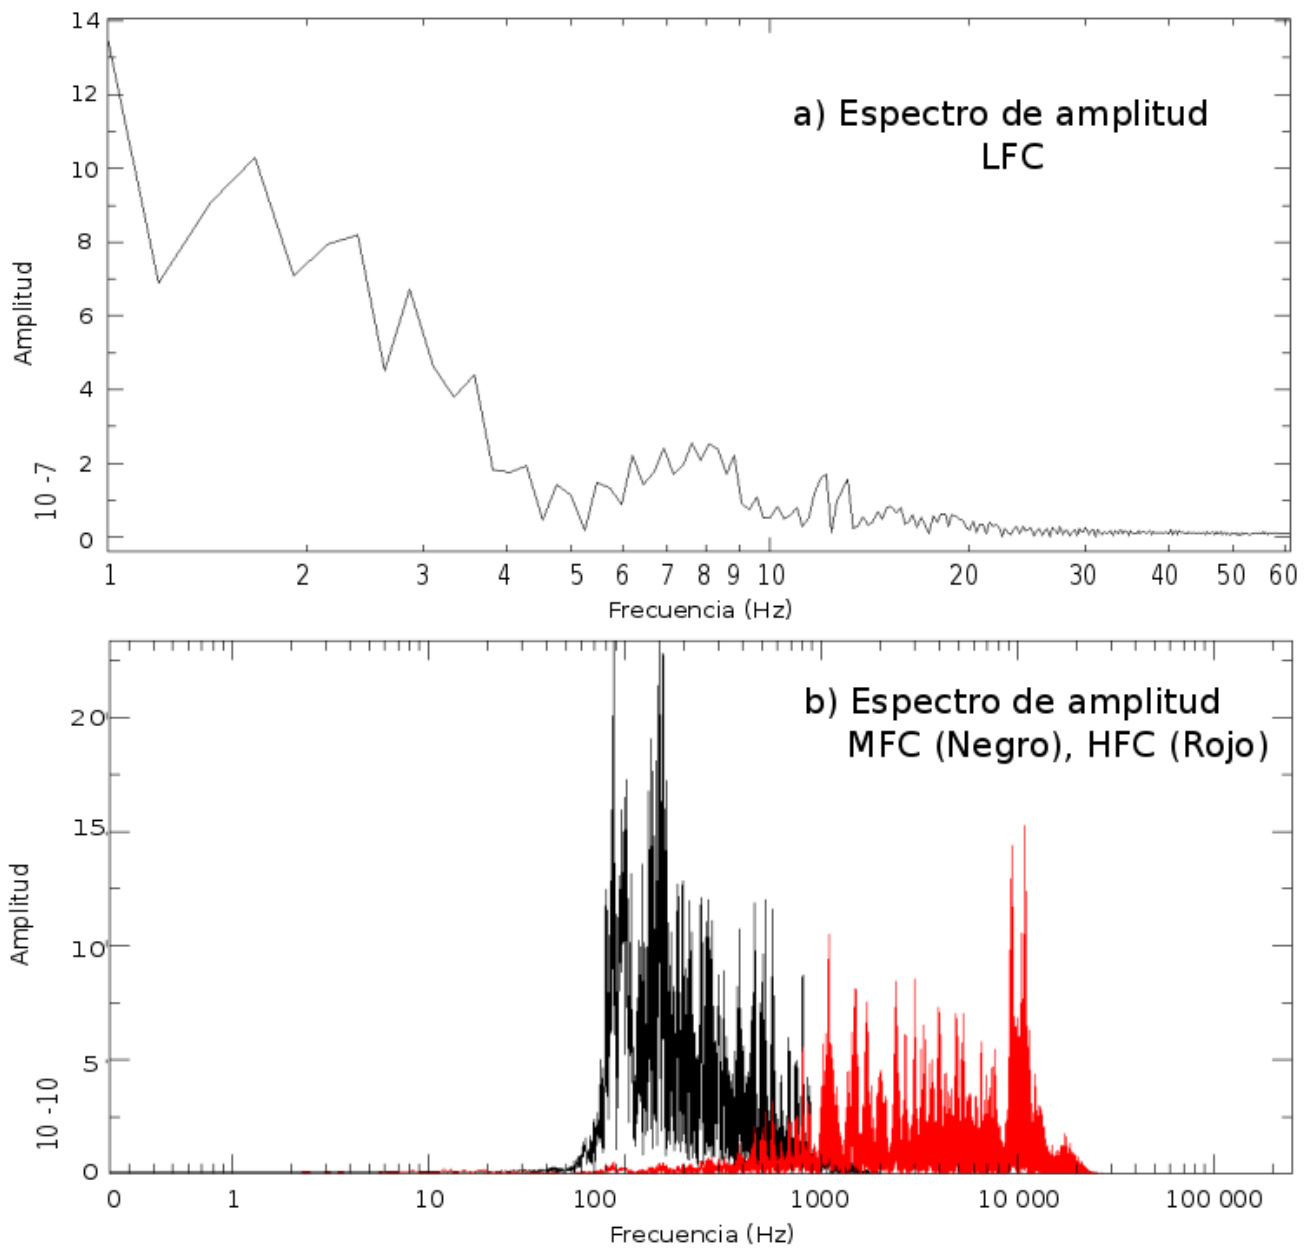 14
12
10
8
6
4
2
0
Amplitud
10 -7
a) Espectro de amplitud
LFC
1 2 3 4 5 6 7 8 9 10 20 30 40 50 60
Frecuencia (Hz)
20
15
10
5
0
Amplitud
10 -10
b) Espectro de amplitud
MFC (Negro), HFC (Rojo)
0 1 10 100 1000 10 000 100 000
Frecuencia (Hz)